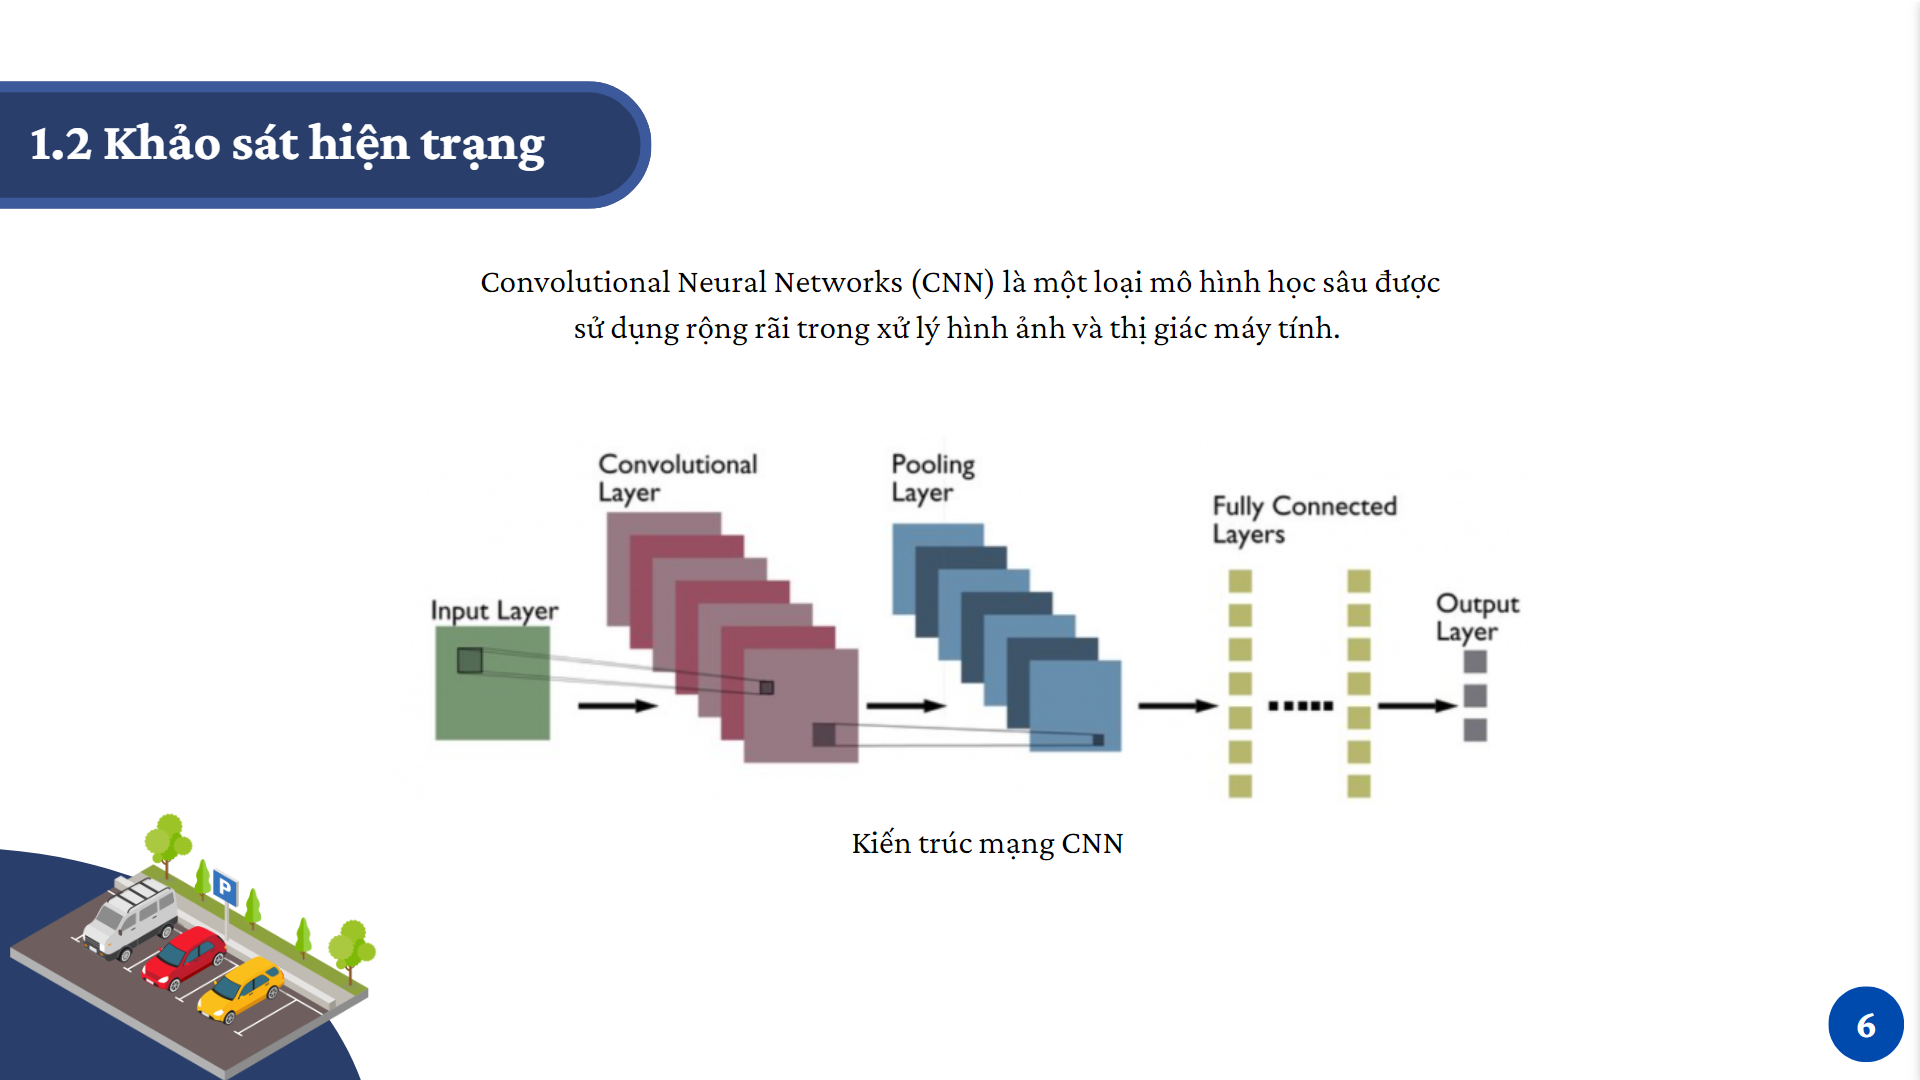 1.2 Khảo sát hiện trạng
Convolutional Neural Networks (CNN) là một loại mô hình học sâu được
sử dụng rộng rãi trong xử lý hình ảnh và thị giác máy tính.
Convolutional
Layer
Pooling
Layer
Fully Connected
Layers
Input Layer
Output
Layer
Kiến trúc mạng CNN
P
6